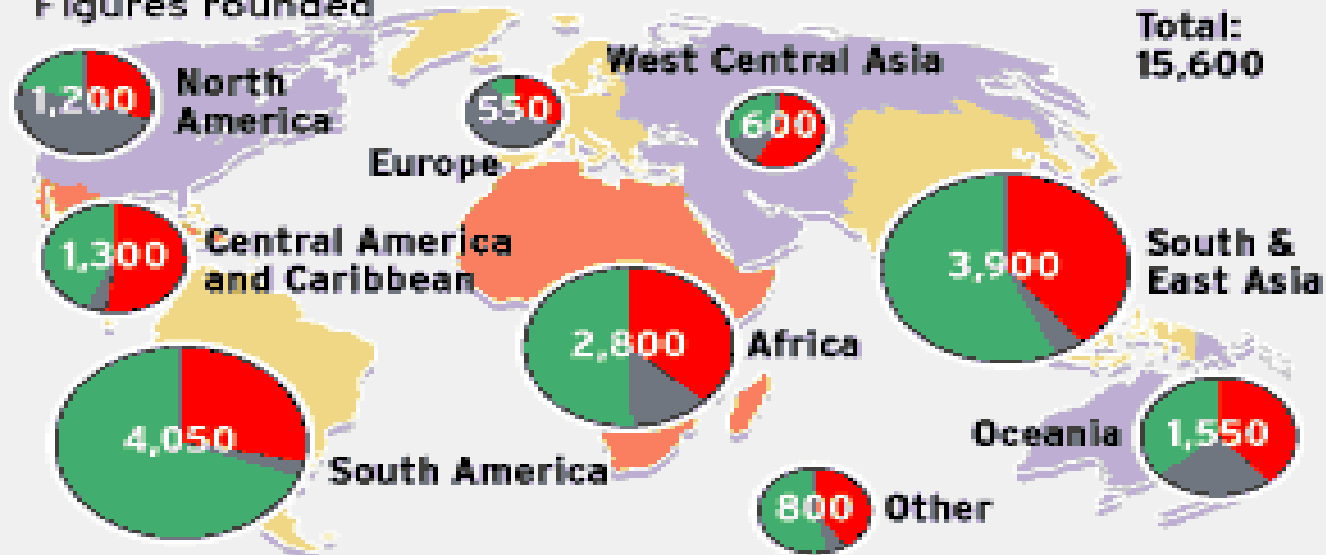 Figures rounded
Total:
15,600
1,200
North
America
550
Europe
West Central Asia
600
1,300
Central America
and Caribbean
3,900
South &
East Asia
2,800
Africa
4,050
South America
Oceania
1,550
800
Other